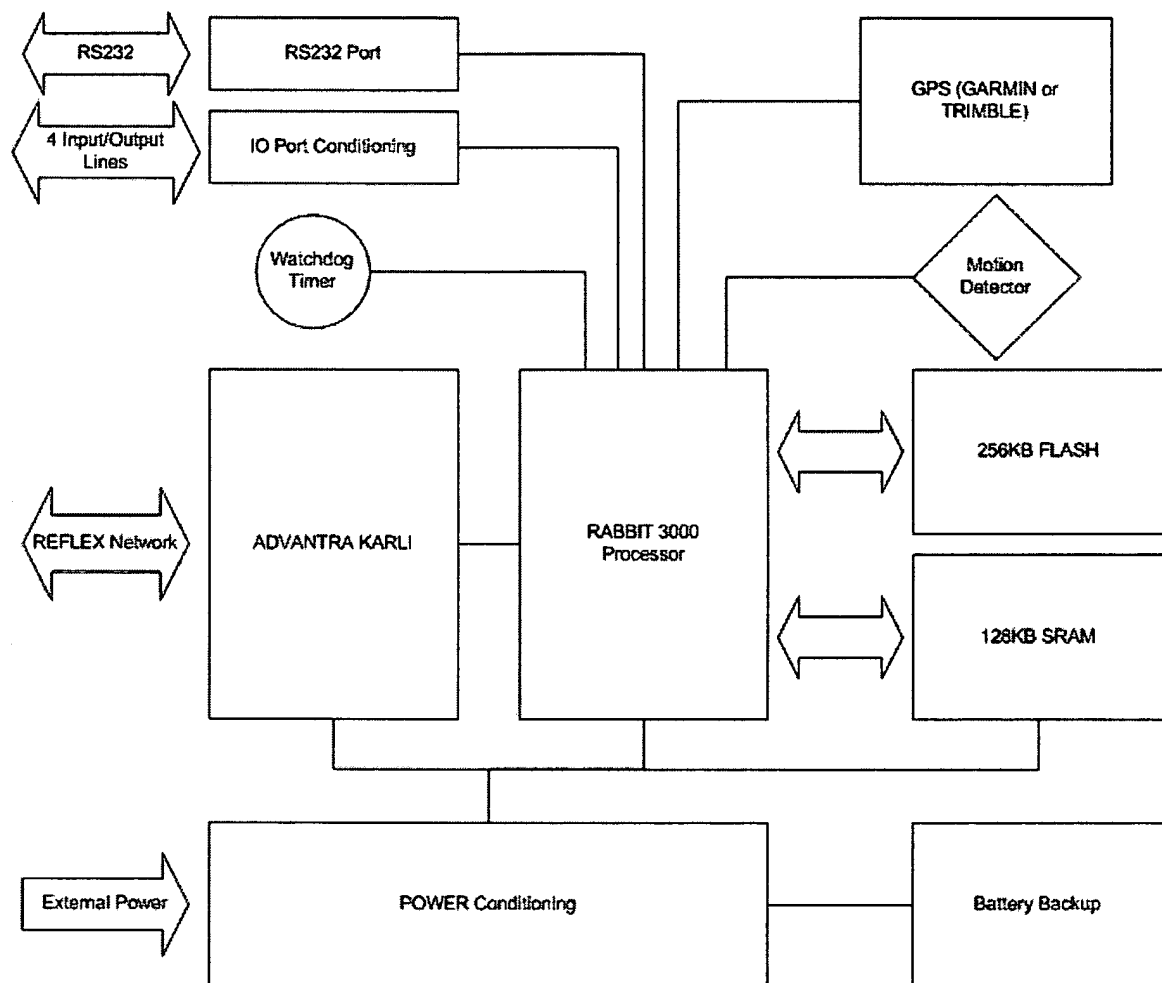 RS232
RS232 Port
GPS (GARMIN or
TRIMBLE)
4 Input/Output
Lines
IO Port Conditioning
Watchdog
Timer
Motion
Detector
256KB FLASH
REFLEX Network
ADVANTRA KARLI
RABBIT 3000
Processor
128KB SRAM
External Power
POWER Conditioning
Battery Backup